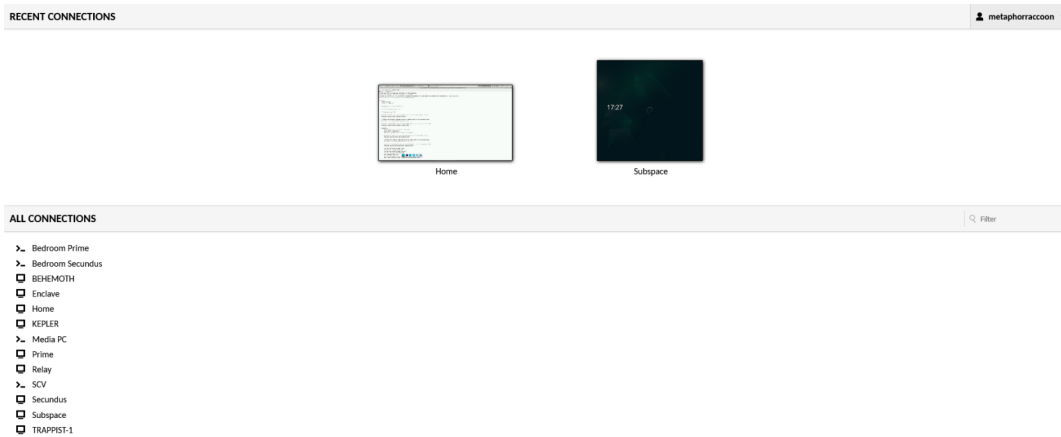 RECENT CONNECTIONS
metaphorraccoon
17:27
Home
Subspace
ALL CONNECTIONS
Filter
Bedroom Prime
Bedroom Secundus
BEHEMOTH
Enclave
Home
KEPLER
Media PC
Prime
Relay
SCV
Secundus
Subspace
TRAPPIST-1